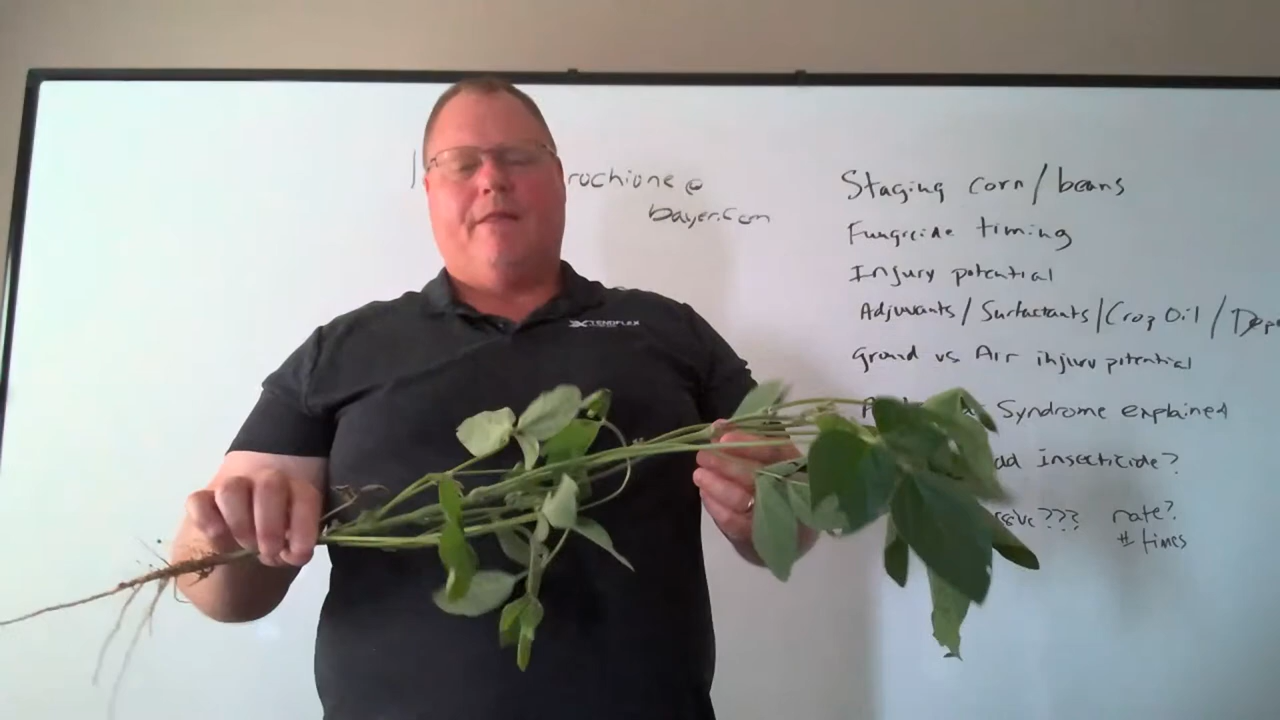 rochione@
bayer.com
XTENDFLEX
Staging corn/beans
Fungicide timing
Injury potential
Adjuvants/Surfactants/Crop Oil/
Ground vs Air injury potential
Syndrome explained
Insecticide?
??? rate?
# times